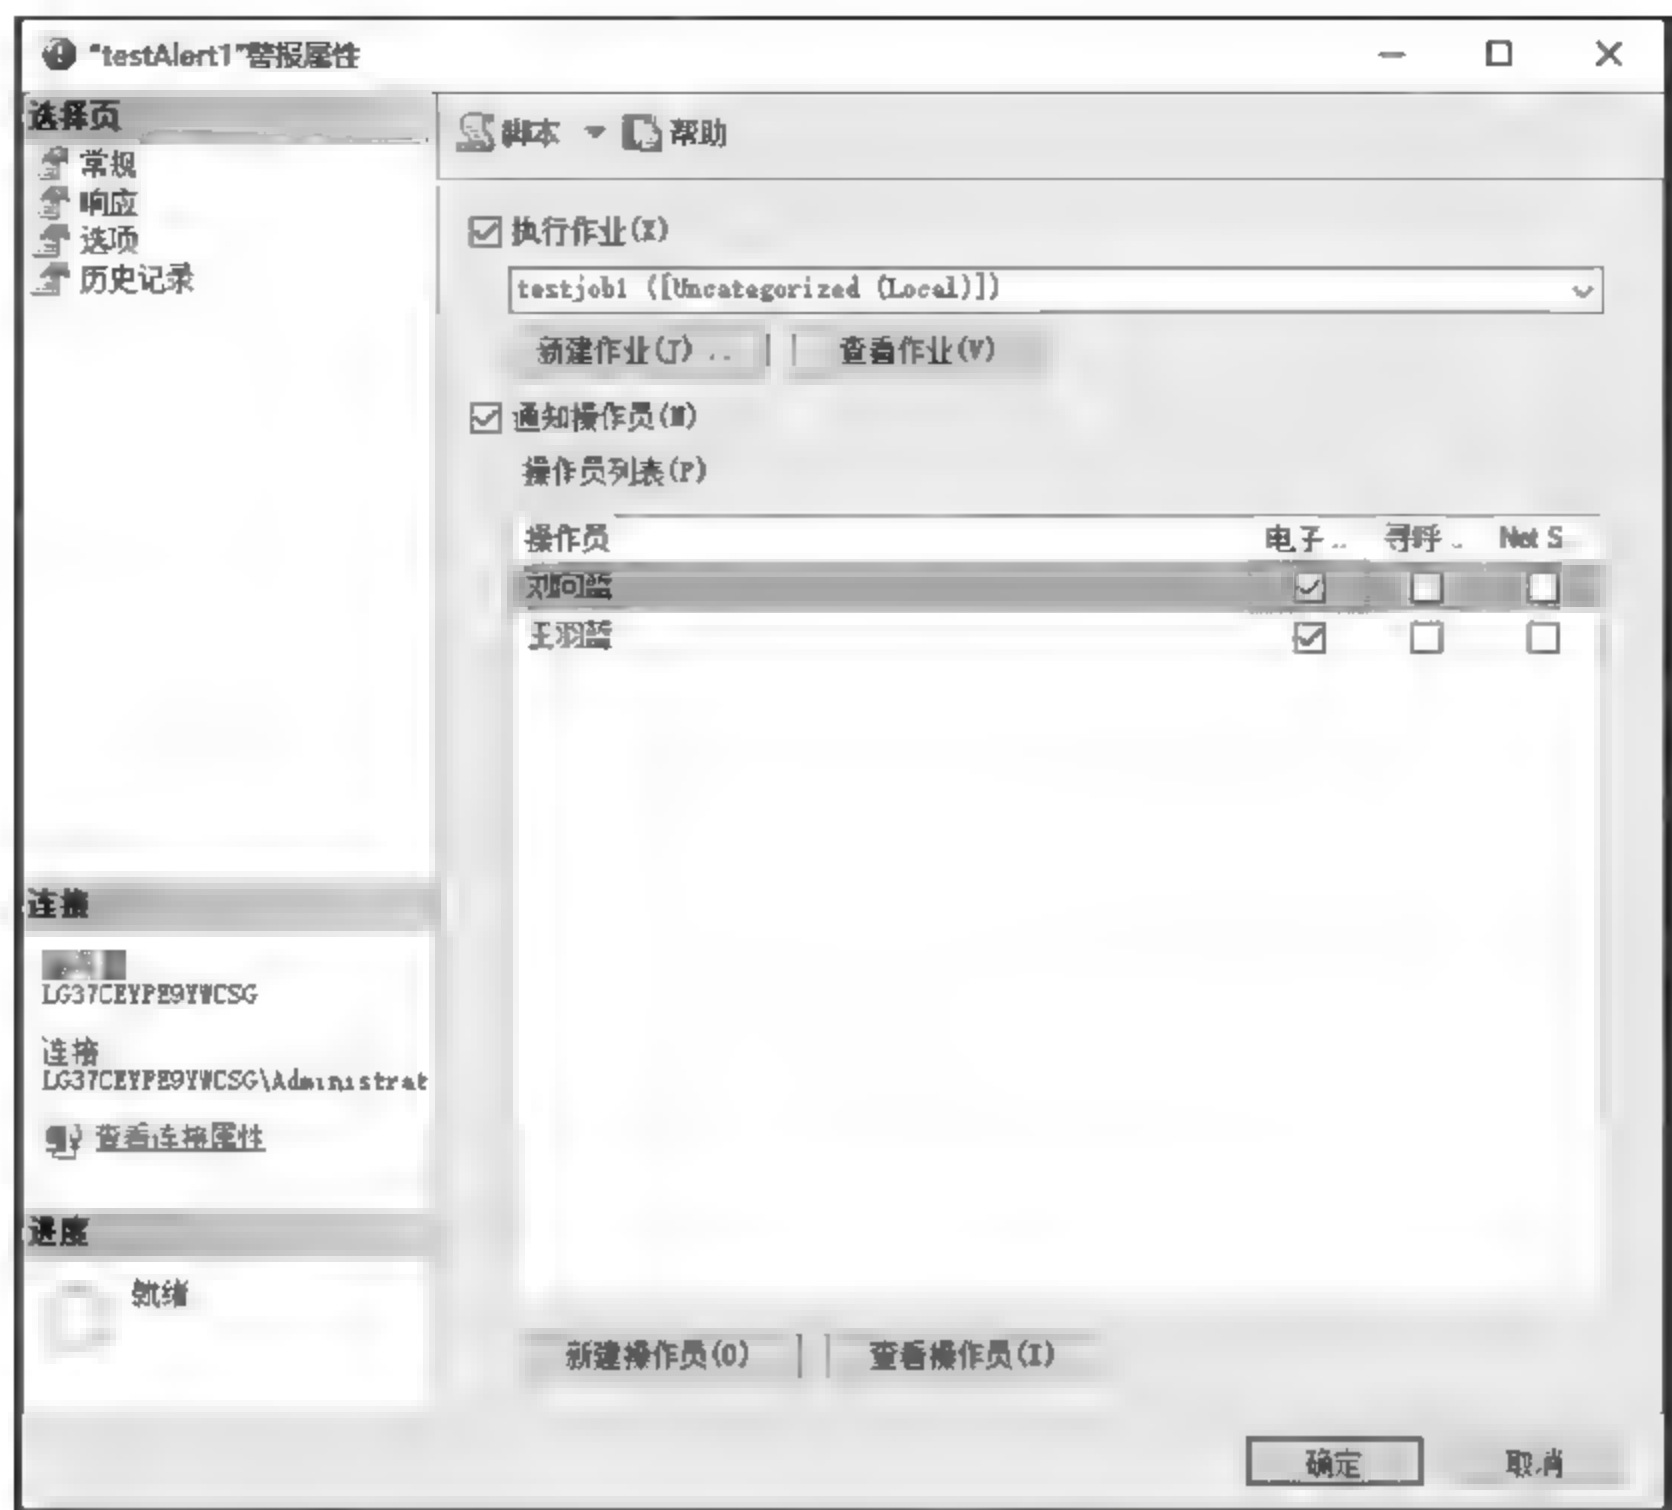 "testAlert1"警报属性
选择页
常规
响应
选项
历史记录
脚本 帮助
执行作业(X)
testjob1 ([Uncategorized (Local)])
新建作业(J)...
查看作业(V)
通知操作员(N)
操作员列表(P)
操作员 电子... 寻呼... Net S
刘向蓝
王羽蓝
新建操作员(O)
查看操作员(I)
连接
LG37CEYPE9YWCSG
连接
LG37CEYPE9YWCSG\Administrat
查看连接属性
进度
就绪
确定
取消